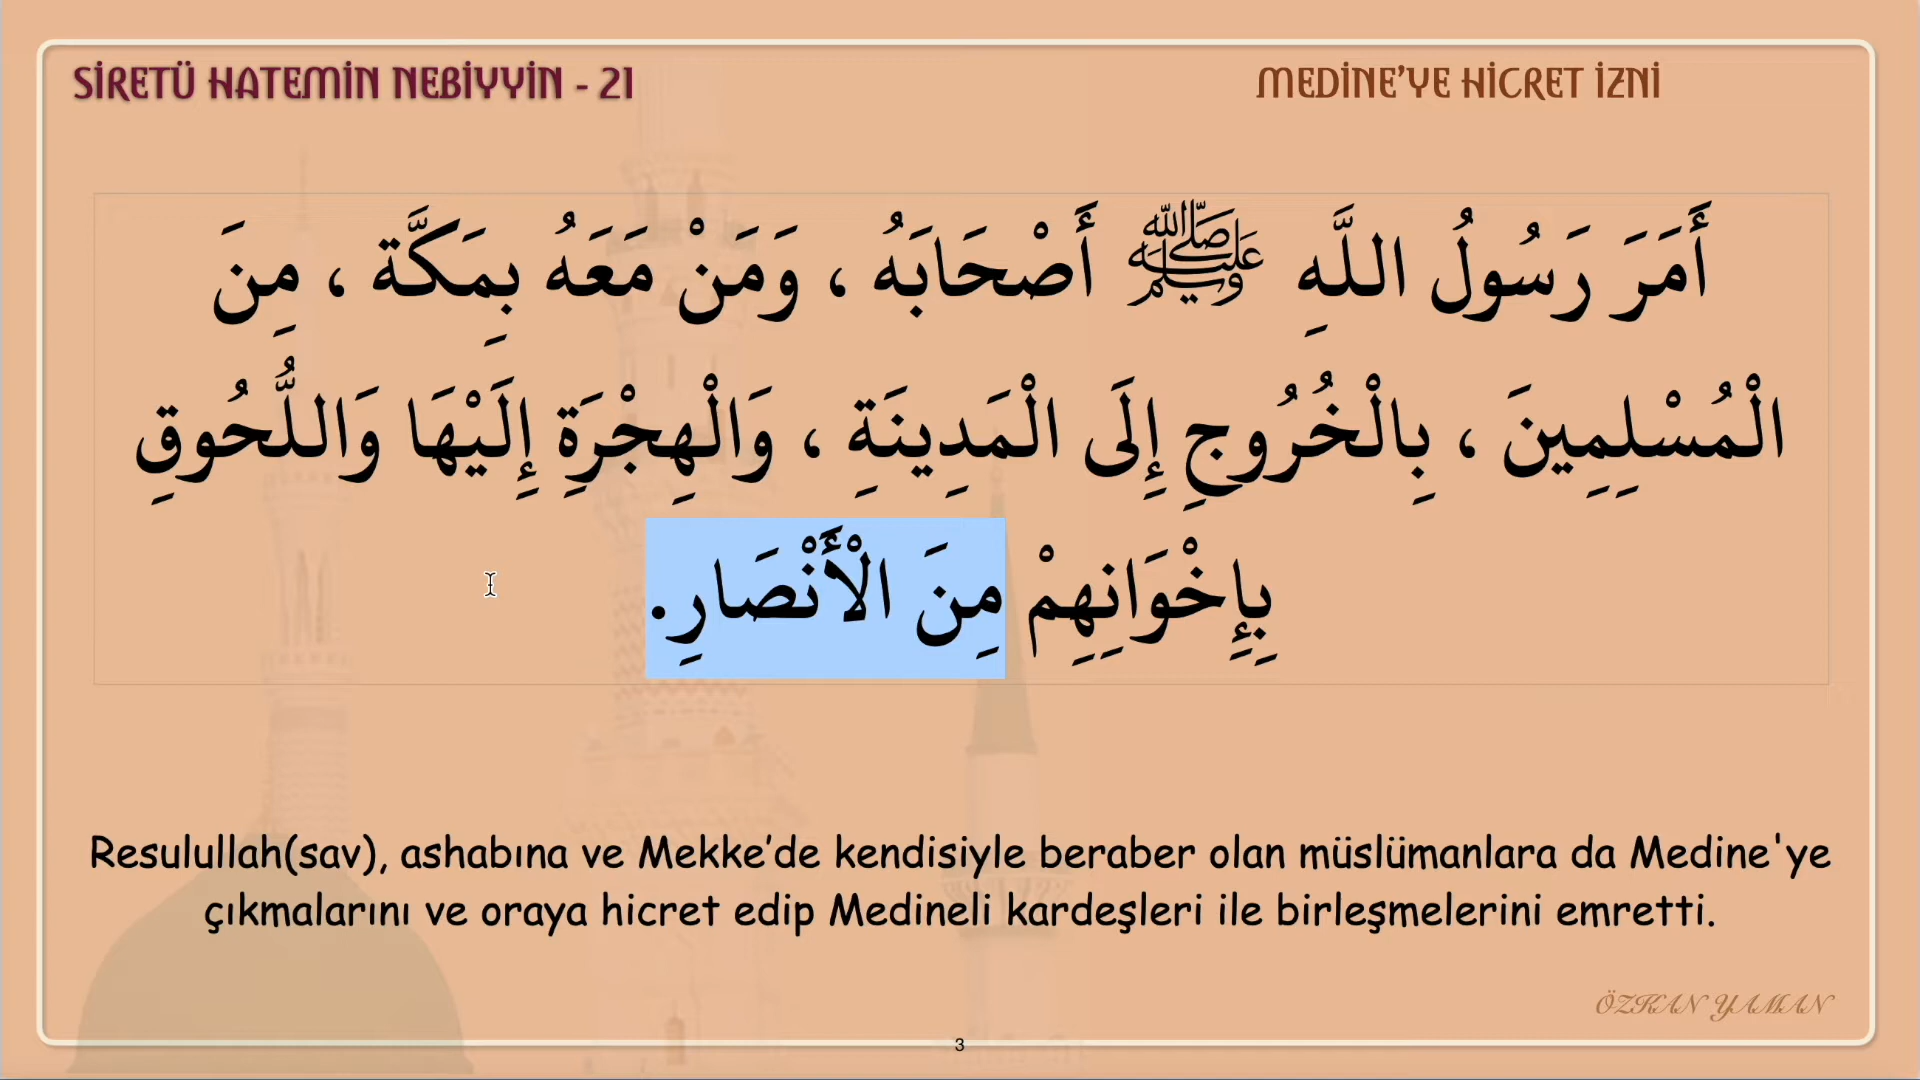 SİRETÜ HATEMİN NEBİYYİN - 21
MEDİNE’YE HİCRET İZNİ
أَمَرَ رَسُولُ اللَّهِ ﷺ أَصْحَابَهُ ، وَمَنْ مَعَهُ بِمَكَّة ، مِنَ
الْمُسْلِمِينَ ، بِالْخُرُوجِ إِلَى الْمَدِينَةِ ، وَالْهِجْرَةِ إِلَيْهَا وَاللُّحُوقِ
بِإِخْوَانِهِمْ مِنَ الْأَنْصَارِ.
Resulullah(sav), ashabına ve Mekke’de kendisiyle beraber olan müslümanlara da Medine'ye
çıkmalarını ve oraya hicret edip Medineli kardeşleri ile birleşmelerini emretti.
ÖZKAN YAMAN
3